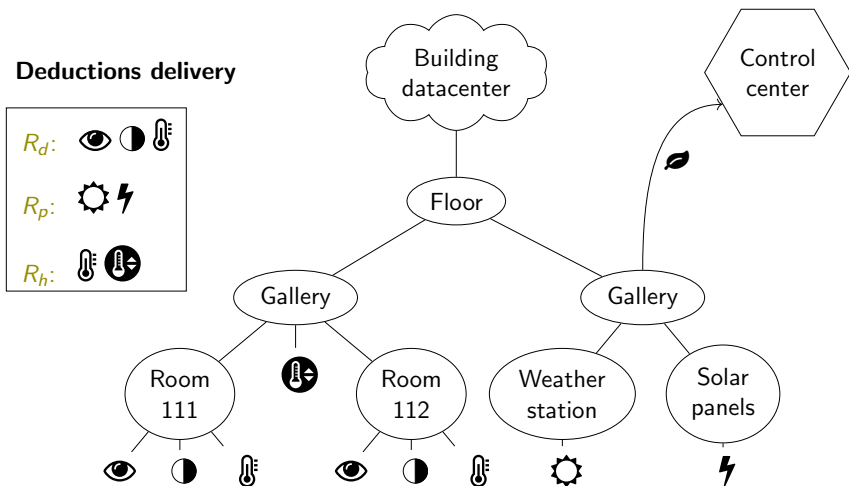 Deductions delivery
R_d:
R_p:
R_h:
Building
datacenter
Control
center
Floor
Gallery
Gallery
Room
111
Room
112
Weather
station
Solar
panels